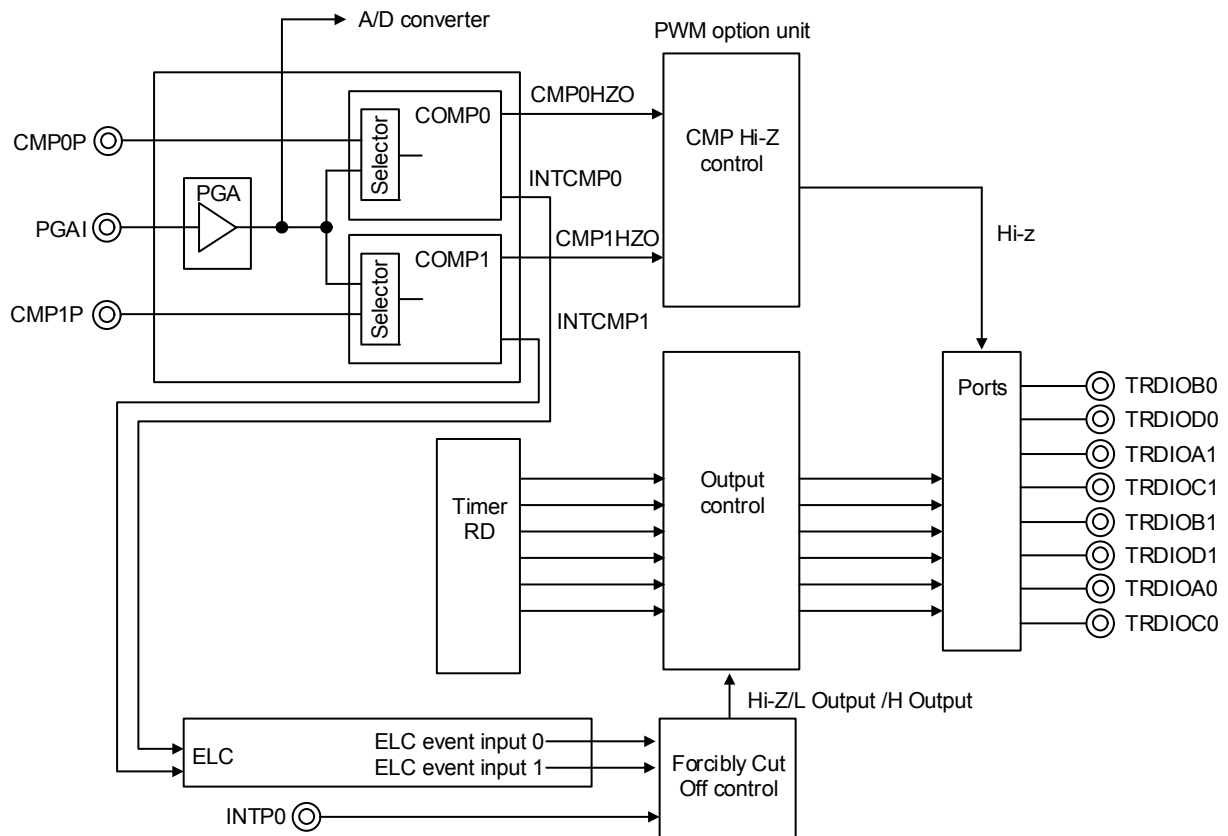 A/D converter
PWM option unit
CMP0HZO
COMP0
CMP0P
Selector
CMP Hi-Z
control
INTCMP0
PGA
PGAI
CMP1HZO
Hi-z
COMP1
Selector
CMP1P
INTCMP1
Ports
TRDIOB0
TRDIOD0
TRDIOA1
TRDIOC1
TRDIOB1
TRDIOD1
TRDIOA0
TRDIOC0
Timer
RD
Output
control
Hi-Z/L Output /H Output
ELC
ELC event input 0
ELC event input 1
Forcibly Cut
Off control
INTP0